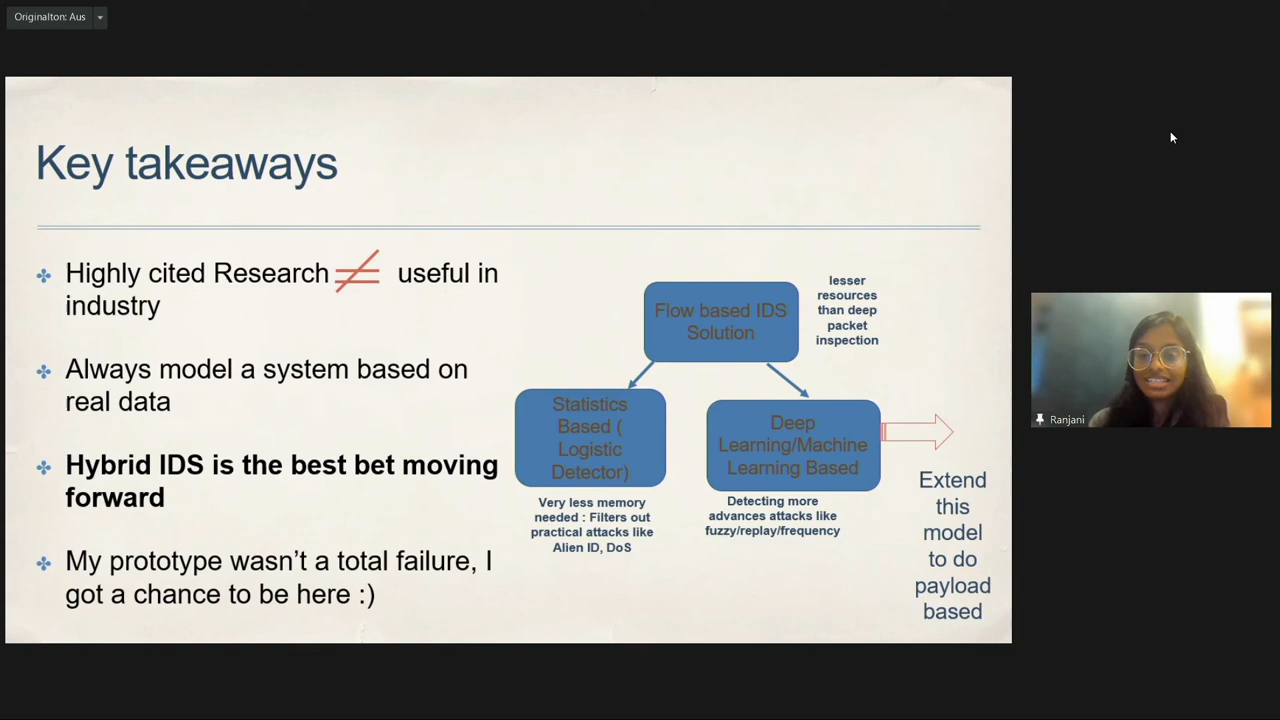 Originalton: Aus
Key takeaways
Highly cited Research ≠ useful in
industry
Always model a system based on
real data
Hybrid IDS is the best bet moving
forward
My prototype wasn't a total failure, I
got a chance to be here :)
Flow based IDS
Solution
lesser
resources
than deep
packet
inspection
Statistics
Based (
Logistic
Detector)
Very less memory
needed : Filters out
practical attacks like
Alien ID, DoS
Deep
Learning/Machine
Learning Based
Detecting more
advances attacks like
fuzzy/replay/frequency
Extend
this
model
to do
payload
based
Ranjani